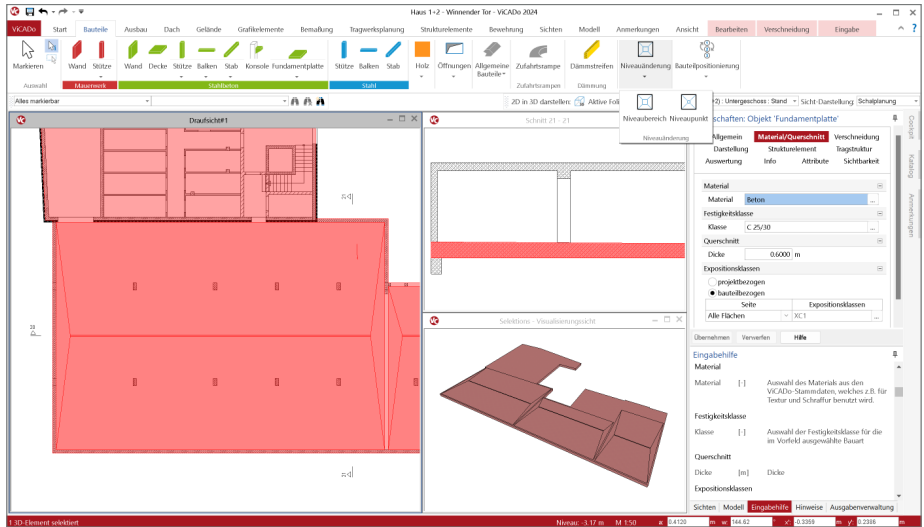 Haus 1+2 - Winnender Tor - ViCADo 2024
ViCADo Start Bauteile Ausbau Dach Gelände Grafikelemente Bemaßung Tragwerksplanung Strukturelemente Bewehrung Sichten Modell Anmerkungen Ansicht Bearbeiten Verschneidung Eingabe
Markieren Wand Stütze Wand Decke Stütze Balken Stab Konsole Fundamentplatte Stütze Balken Stab Holz Öffnungen Allgemeine Bauteile Zufahrtsrampe Dämmstreifen Niveauänderung Bauteilpositionierung
Auswahl Mauerwerk Stahlbeton Stahl Zufahrtsrampen Dämmung
Niveaubereich Niveaupunkt
Niveauänderung
Alles markierbar 2D in 3D darstellen: Aktive Foli +2) : Untergeschoss : Stand Sicht-Darstellung: Schalplanung
Draufsicht#1
Schnitt 21 - 21
Selektions - Visualisierungssicht
schaften: Objekt 'Fundamentplatte'
Allgemein Material/Querschnitt Verschneidung
Darstellung Strukturelement Tragstruktur
Auswertung Info Attribute Sichtbarkeit
Material
Material Beton ...
Festigkeitsklasse
Klasse C 25/30 ...
Querschnitt
Dicke 0.6000 m
Expositionsklassen
projektbezogen
bauteilbezogen
Seite Expositionsklassen
Alle Flächen XC1 ...
Übernehmen Verwerfen Hilfe
Eingabehilfe
Material
Material [-] Auswahl des Materials aus den
ViCADo-Stammdaten, welches z.B. für
Textur und Schraffur benutzt wird.
Festigkeitsklasse
Klasse [-] Auswahl der Festigkeitsklasse für die
im Vorfeld ausgewählte Bauart
Querschnitt
Dicke [m] Dicke
Expositionsklassen
Sichten Modell Eingabehilfe Hinweise Ausgabenverwaltung
Cockpit
Katalog
Anmerkungen
1 3D-Element selektiert Niveau: -3.17 m M 1:50 x: 0.4120 m w: 144.62 ° x': -0.3359 m y': 0.2386 m